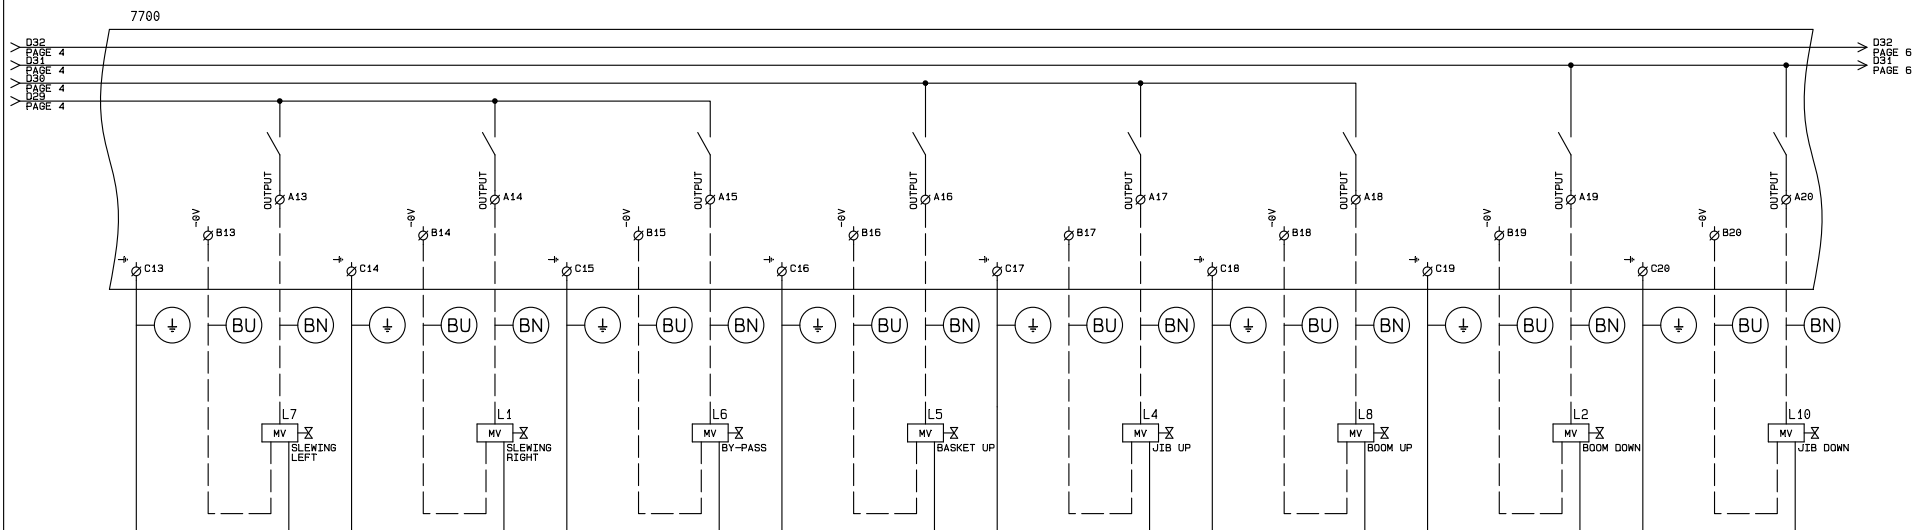 7700
D32
PAGE 4
D31
PAGE 4
D30
PAGE 4
D29
PAGE 4
D32
PAGE 6
D31
PAGE 6
OUTPUT A13
OUTPUT A14
OUTPUT A15
OUTPUT A16
OUTPUT A17
OUTPUT A18
OUTPUT A19
OUTPUT A20
-0V B13
-0V B14
-0V B15
-0V B16
B17
-0V B18
-0V B19
-0V B20
C13
C14
C15
C16
C17
C18
C19
C20
BU BN BU BN BU BN BU BN BU BN BU BN BU BN BU BN
L7
MV
SLEWING
LEFT
L1
MV
SLEWING
RIGHT
L6
MV
BY-PASS
L5
MV
BASKET UP
L4
MV
JIB UP
L8
MV
BOOM UP
L2
MV
BOOM DOWN
L10
MV
JIB DOWN